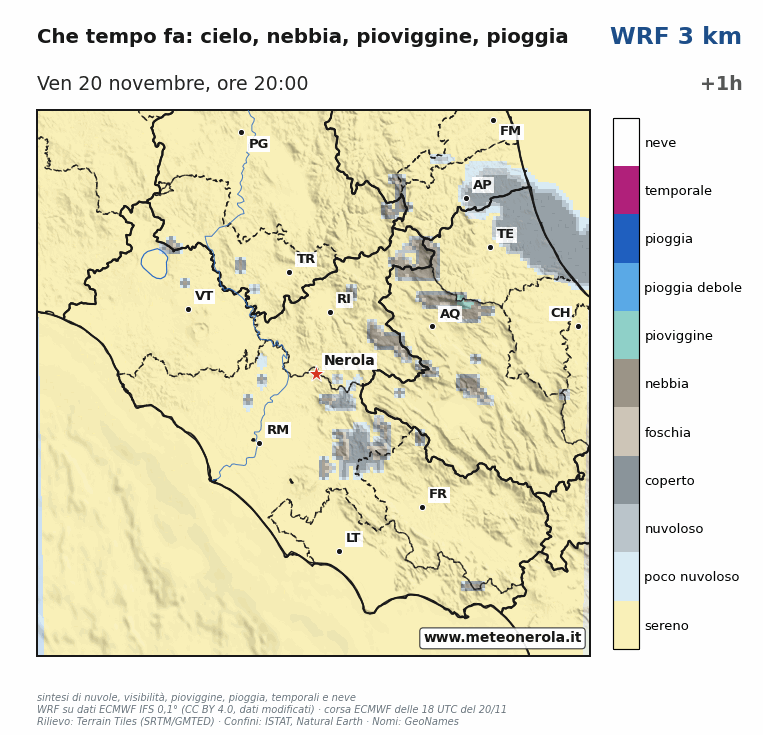 Che tempo fa: cielo, nebbia, pioviggine, pioggia
WRF 3 km
Ven 20 novembre, ore 20:00
+1h
FM
PG
AP
TE
TR
VT
RI
AQ
CH
Nerola
RM
FR
LT
www.meteonerola.it
neve
temporale
pioggia
pioggia debole
pioviggine
nebbia
foschia
coperto
nuvoloso
poco nuvoloso
sereno
sintesi di nuvole, visibilità, pioviggine, pioggia, temporali e neve
WRF su dati ECMWF IFS 0,1° (CC BY 4.0, dati modificati) · corsa ECMWF delle 18 UTC del 20/11
Rilievo: Terrain Tiles (SRTM/GMTED) · Confini: ISTAT, Natural Earth · Nomi: GeoNames